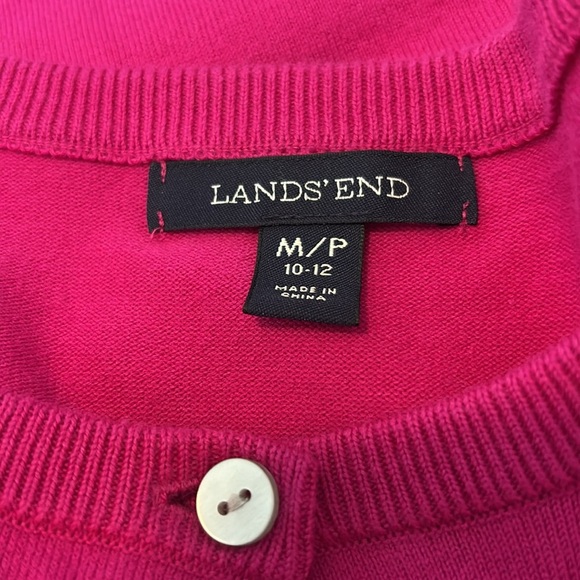 LANDS' END
M/P
10-12
MADE IN
CHINA